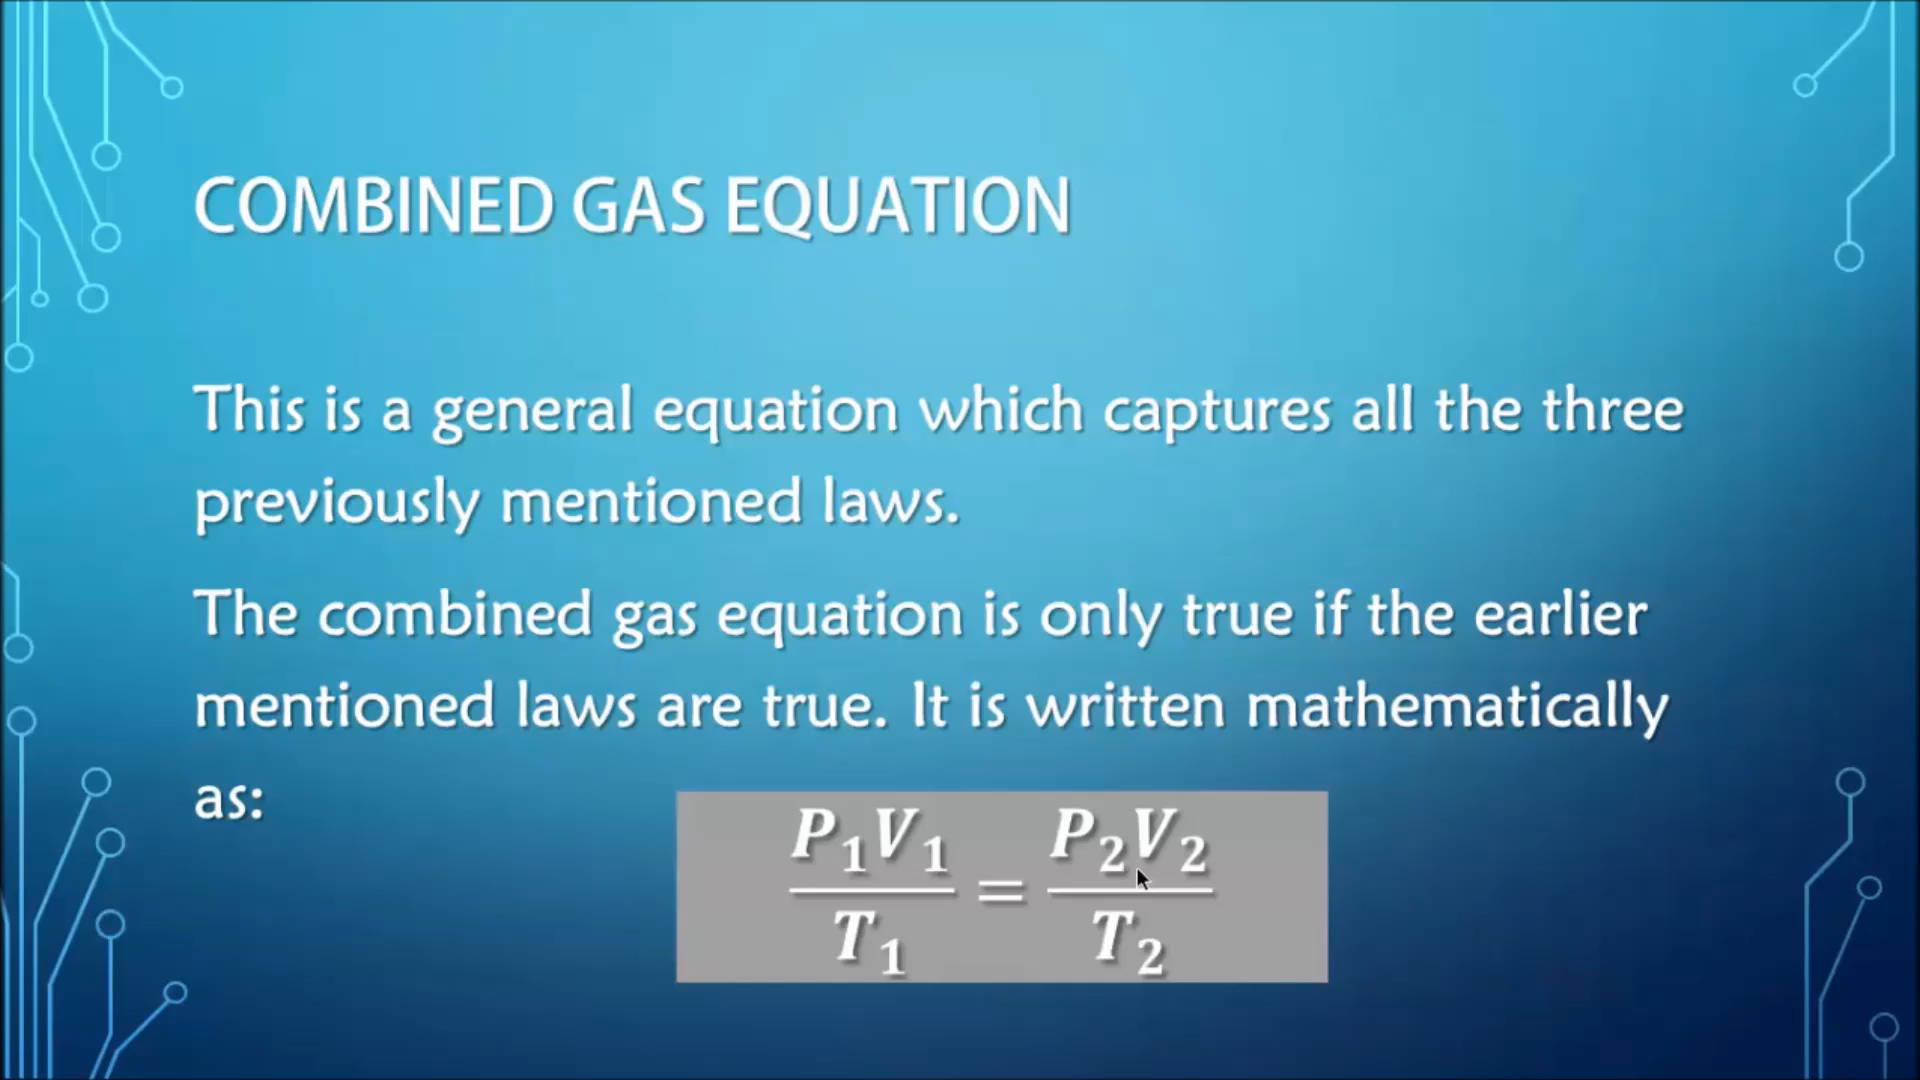 COMBINED GAS EQUATION
This is a general equation which captures all the three
previously mentioned laws.
The combined gas equation is only true if the earlier
mentioned laws are true. It is written mathematically
as:
P₁V₁/T₁ = P₂V₂/T₂